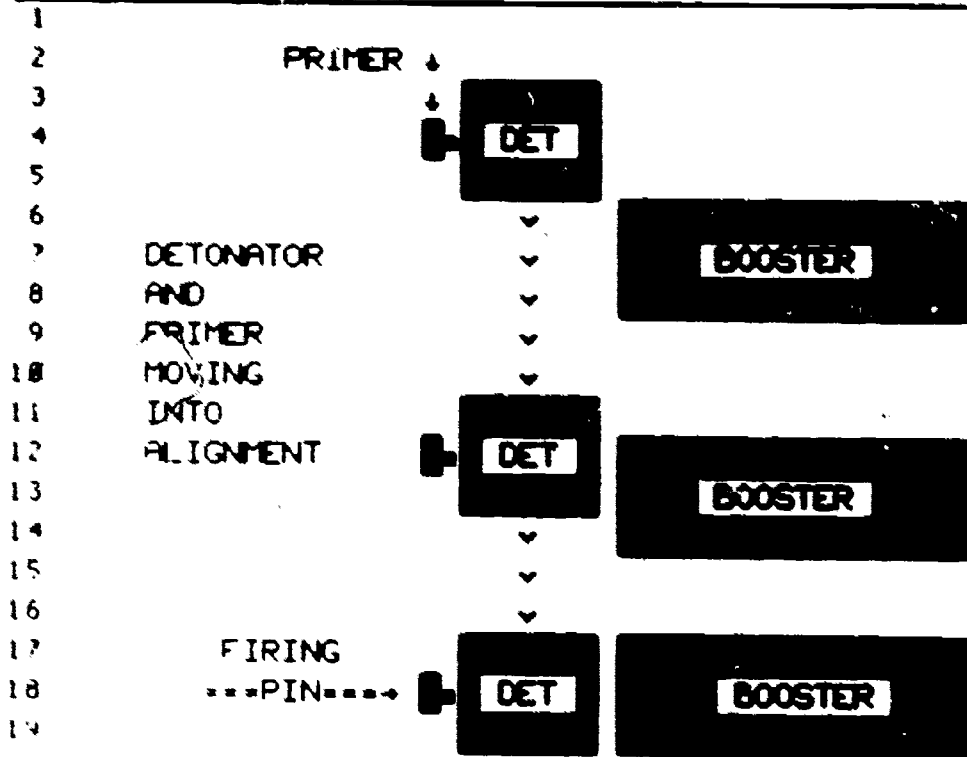 1
2 PRIMER ↓
3 ↓
4 DET
5
6
7 DETONATOR BOOSTER
8 AND
9 PRIMER
10 MOVING
11 INTO
12 ALIGNMENT DET
13 BOOSTER
14
15
16
17 FIRING
18 ===PIN===→ DET BOOSTER
19